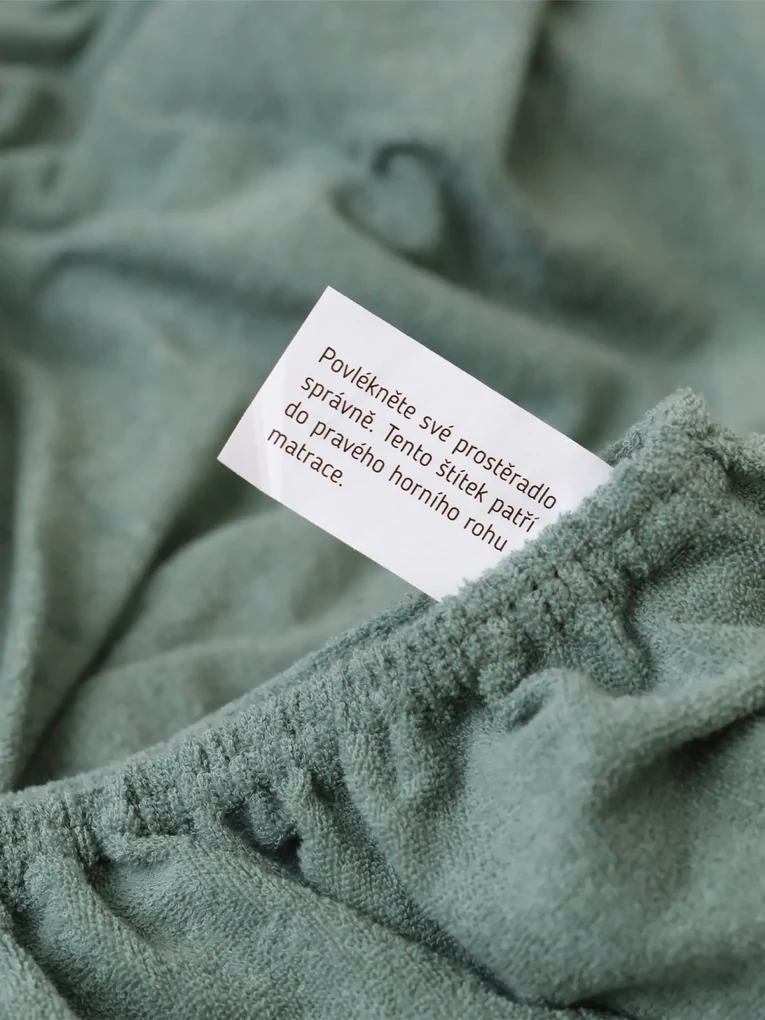 Povlékněte své prostěradlo
správně. Tento štítek patří
do pravého horního rohu
matrace.